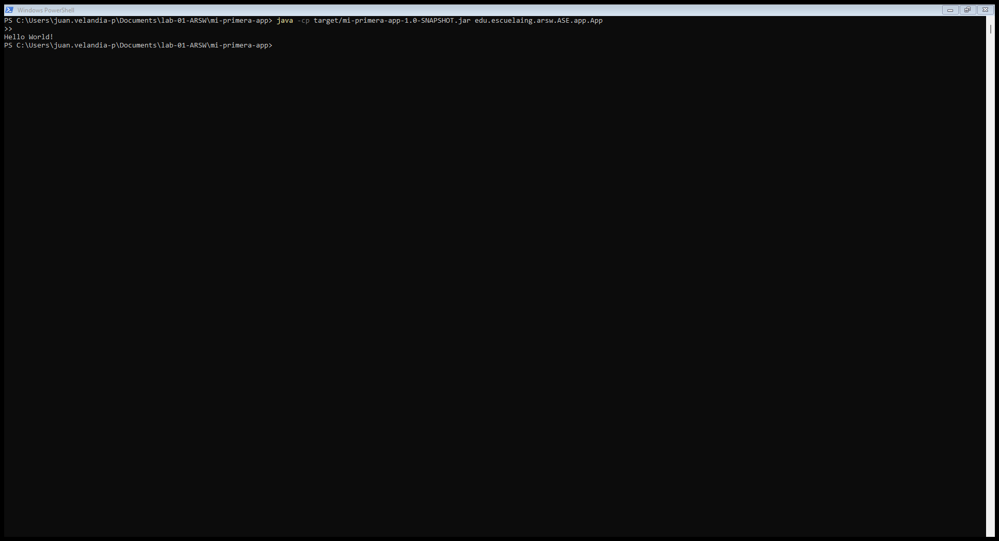 Windows PowerShell
PS C:\Users\juan.velandia-p\Documents\lab-01-ARSW\mi-primera-app> java -cp target/mi-primera-app-1.0-SNAPSHOT.jar edu.escuelaing.arsw.ASE.app.App
>>
Hello World!
PS C:\Users\juan.velandia-p\Documents\lab-01-ARSW\mi-primera-app>